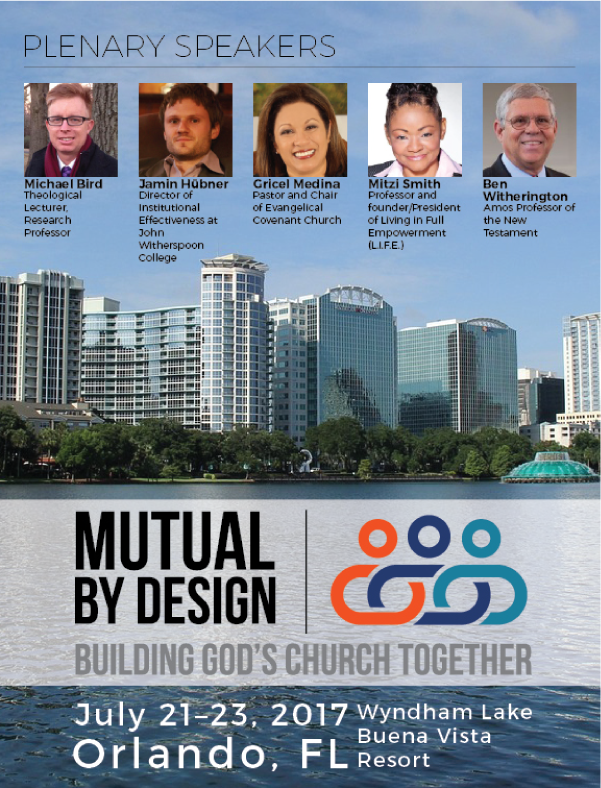 PLENARY SPEAKERS
Michael Bird
Theological
Lecturer,
Research
Professor
Jamin Hübner
Director of
Institutional
Effectiveness at
John
Witherspoon
College
Gricel Medina
Pastor and Chair
of Evangelical
Covenant Church
Mitzi Smith
Professor and
founder/President
of Living in Full
Empowerment
(L.I.F.E.)
Ben
Witherington
Amos Professor of
the New
Testament
MUTUAL
BY DESIGN
BUILDING GOD'S CHURCH TOGETHER
July 21–23, 2017
Orlando, FL
Wyndham Lake
Buena Vista
Resort